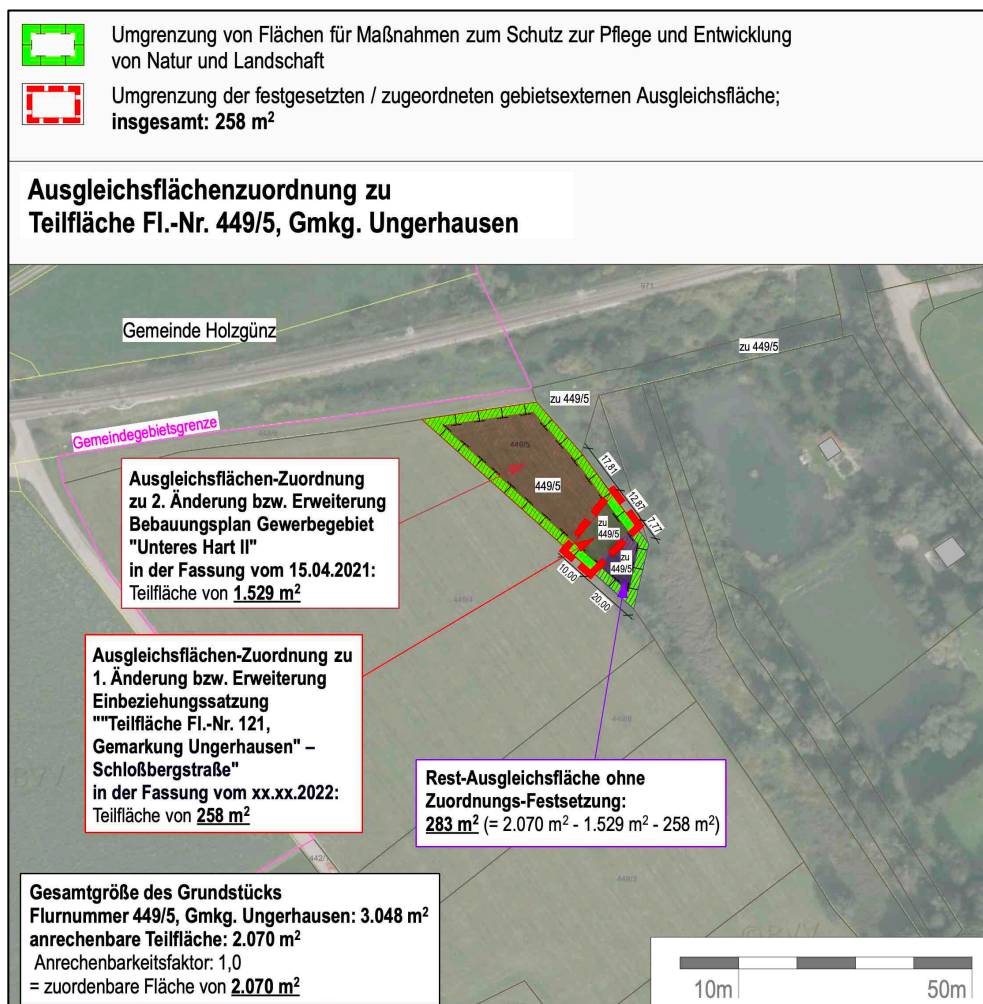 Umgrenzung von Flächen für Maßnahmen zum Schutz zur Pflege und Entwicklung
von Natur und Landschaft
Umgrenzung der festgesetzten / zugeordneten gebietsexternen Ausgleichsfläche;
insgesamt: 258 m²
Ausgleichsflächenzuordnung zu
Teilfläche Fl.-Nr. 449/5, Gmkg. Ungerhausen
971
Gemeinde Holzgünz
zu 449/5
zu 449/5
Gemeindegebietsgrenze
449/5
17,81
12,87
7,77
zu
449/5
zu
449/5
10,00
20,00
Ausgleichsflächen-Zuordnung
zu 2. Änderung bzw. Erweiterung
Bebauungsplan Gewerbegebiet
"Unteres Hart II"
in der Fassung vom 15.04.2021:
Teilfläche von 1.529 m²
449/4
Ausgleichsflächen-Zuordnung zu
1. Änderung bzw. Erweiterung
Einbeziehungssatzung
""Teilfläche Fl.-Nr. 121,
Gemarkung Ungerhausen" –
Schloßbergstraße"
in der Fassung vom xx.xx.2022:
Teilfläche von 258 m²
Rest-Ausgleichsfläche ohne
Zuordnungs-Festsetzung:
283 m² (= 2.070 m² - 1.529 m² - 258 m²)
Gesamtgröße des Grundstücks
Flurnummer 449/5, Gmkg. Ungerhausen: 3.048 m²
anrechenbare Teilfläche: 2.070 m²
Anrechenbarkeitsfaktor: 1,0
= zuordenbare Fläche von 2.070 m²
10m
50m